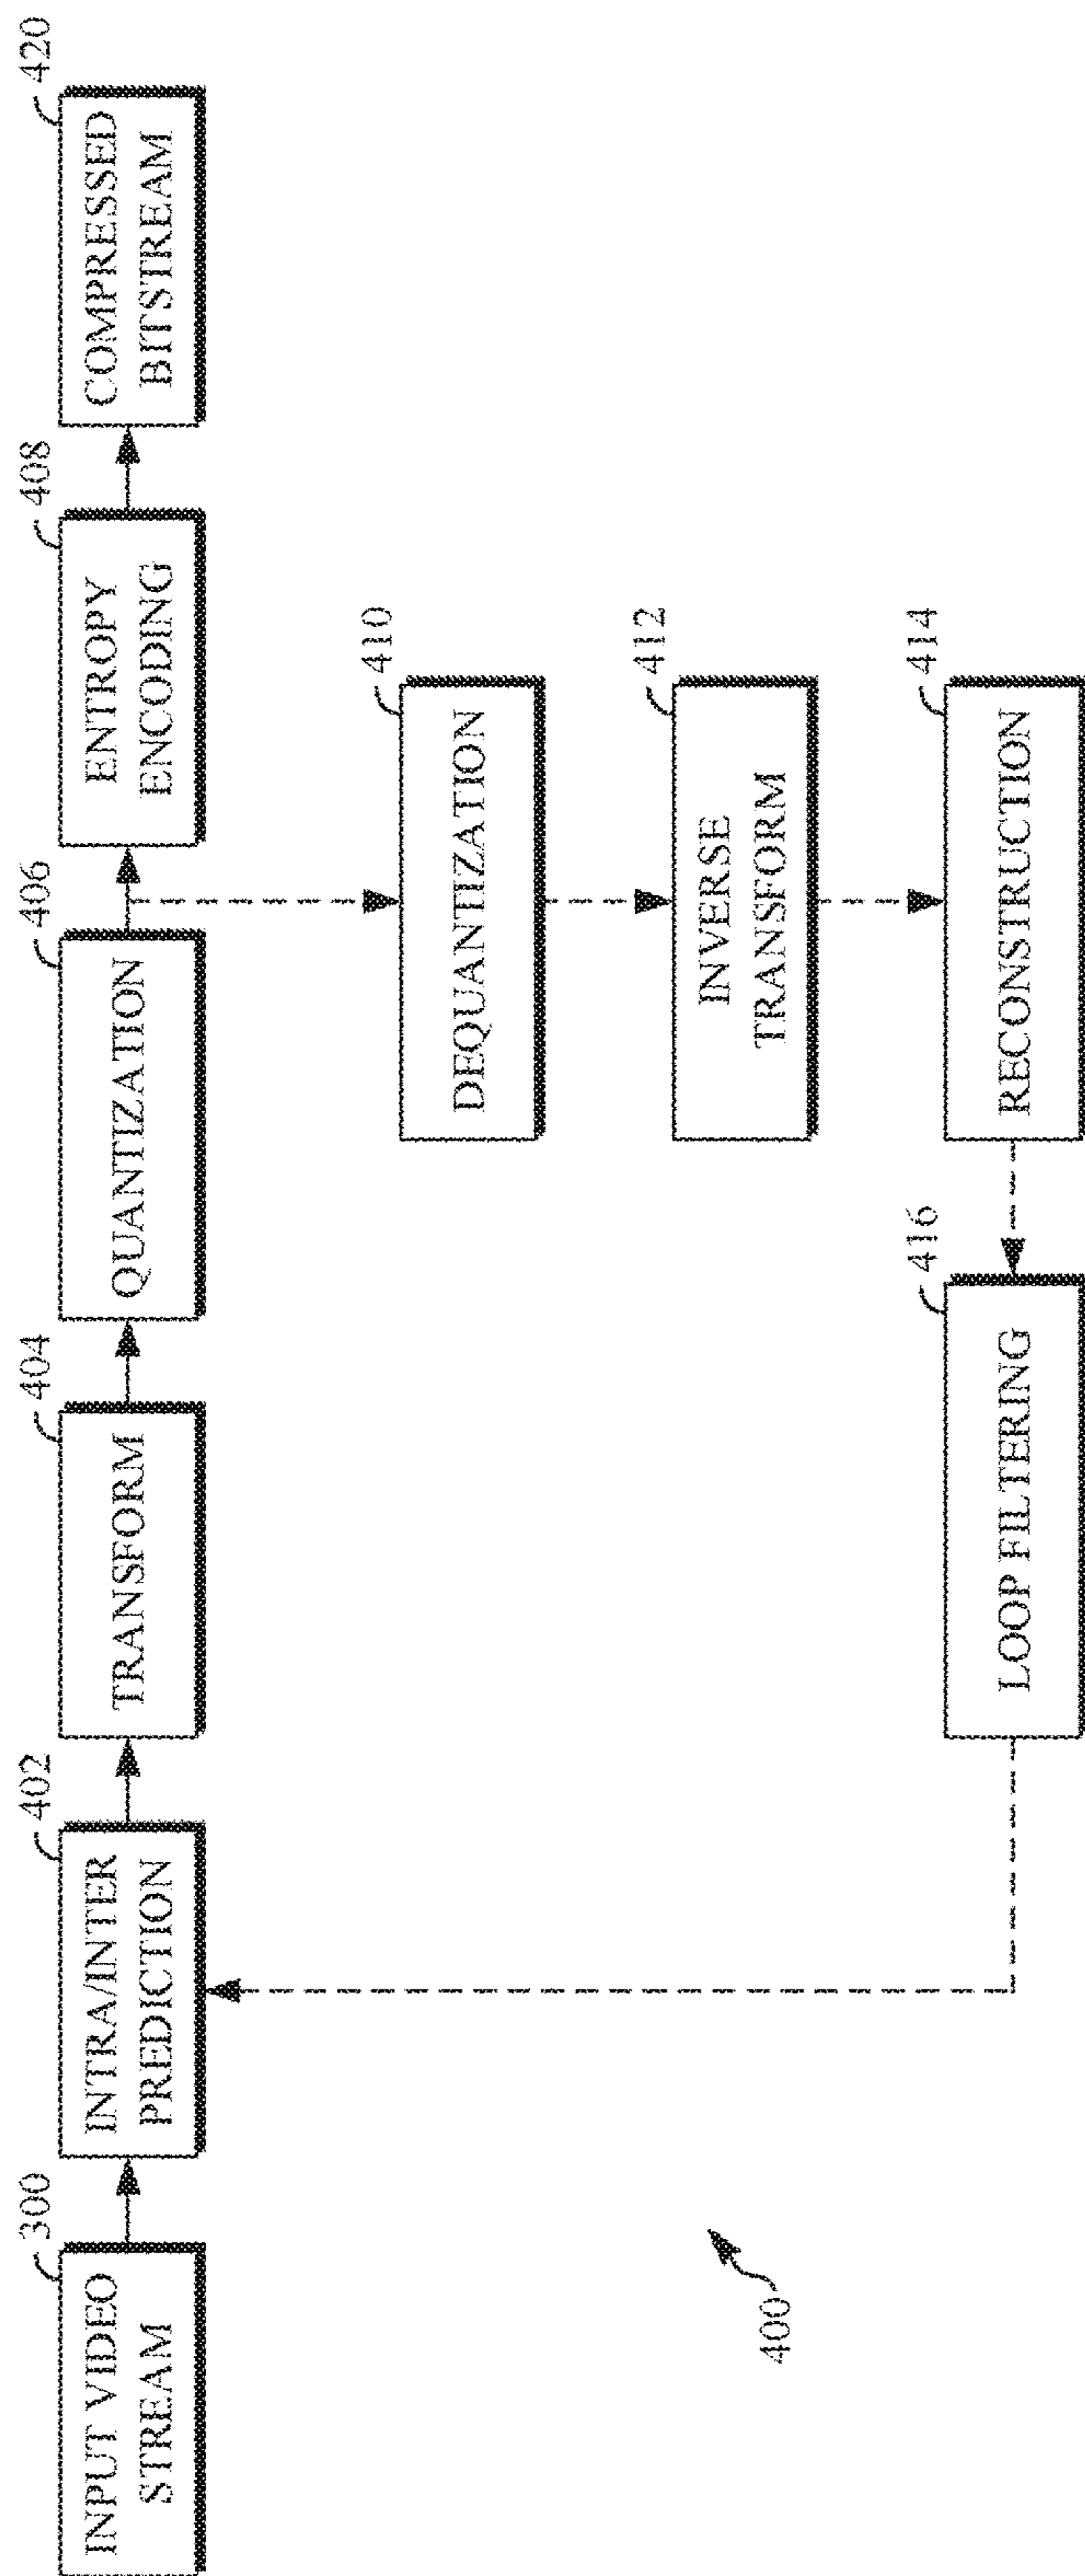 300
INPUT VIDEO
STREAM
402
INTRA/INTER
PREDICTION
404
TRANSFORM
406
QUANTIZATION
408
ENTROPY
ENCODING
420
COMPRESSED
BITSTREAM
410
DEQUANTIZATION
412
INVERSE
TRANSFORM
414
RECONSTRUCTION
416
LOOP FILTERING
400